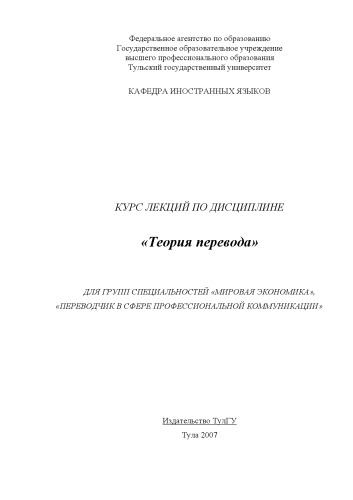 Федеральное агентство по образованию
Государственное образовательное учреждение
высшего профессионального образования
Тульский государственный университет
КАФЕДРА ИНОСТРАННЫХ ЯЗЫКОВ
КУРС ЛЕКЦИЙ ПО ДИСЦИПЛИНЕ
«Теория перевода»
ДЛЯ ГРУПП СПЕЦИАЛЬНОСТЕЙ «МИРОВАЯ ЭКОНОМИКА»,
«ПЕРЕВОДЧИК В СФЕРЕ ПРОФЕССИОНАЛЬНОЙ КОММУНИКАЦИИ»
Издательство ТулГУ
Тула 2007